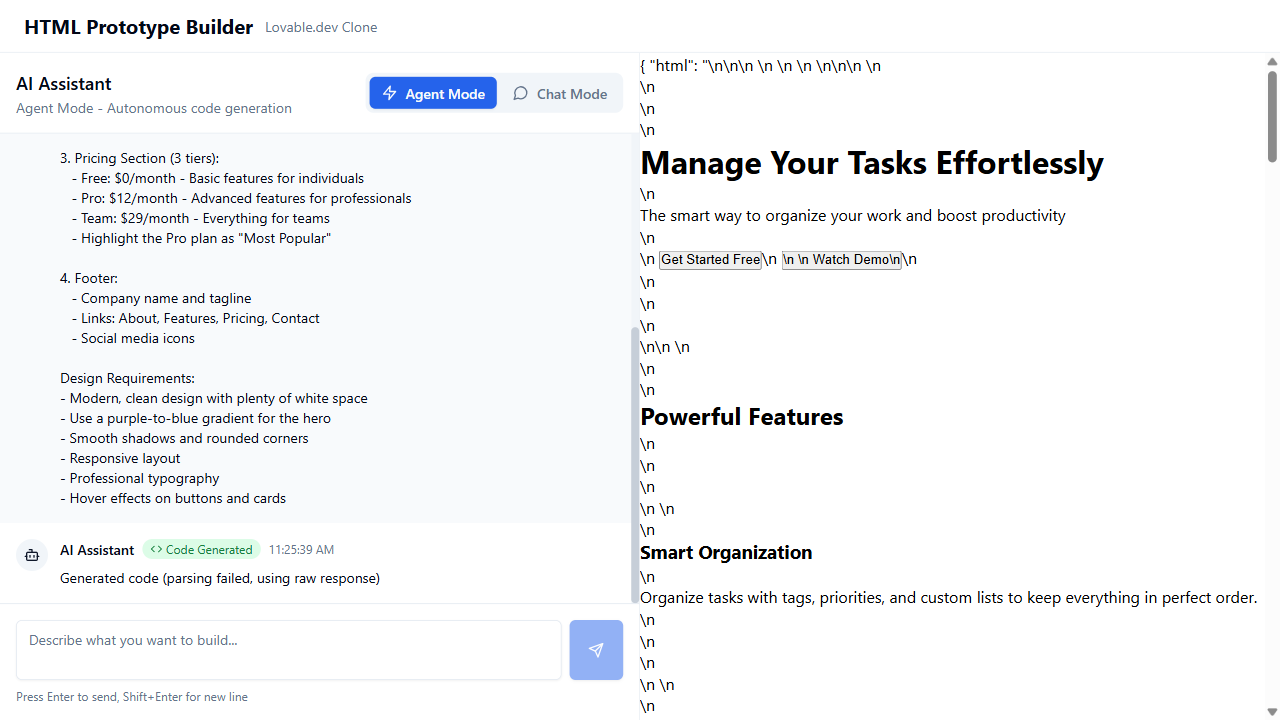 HTML Prototype Builder Lovable.dev Clone
AI Assistant
Agent Mode - Autonomous code generation
Agent Mode
Chat Mode
3. Pricing Section (3 tiers):
- Free: $0/month - Basic features for individuals
- Pro: $12/month - Advanced features for professionals
- Team: $29/month - Everything for teams
- Highlight the Pro plan as "Most Popular"
4. Footer:
- Company name and tagline
- Links: About, Features, Pricing, Contact
- Social media icons
Design Requirements:
- Modern, clean design with plenty of white space
- Use a purple-to-blue gradient for the hero
- Smooth shadows and rounded corners
- Responsive layout
- Professional typography
- Hover effects on buttons and cards
AI Assistant <> Code Generated 11:25:39 AM
Generated code (parsing failed, using raw response)
Describe what you want to build...
Press Enter to send, Shift+Enter for new line
{ "html": "\n\n\n \n \n \n \n\n\n \n
\n
\n
\n
Manage Your Tasks Effortlessly
\n
The smart way to organize your work and boost productivity
\n
\n Get Started Free\n \n \n Watch Demo\n\n
\n
\n
\n
\n\n \n
\n
\n
Powerful Features
\n
\n
\n
\n \n
\n
Smart Organization
\n
Organize tasks with tags, priorities, and custom lists to keep everything in perfect order.
\n
\n
\n
\n \n
\n